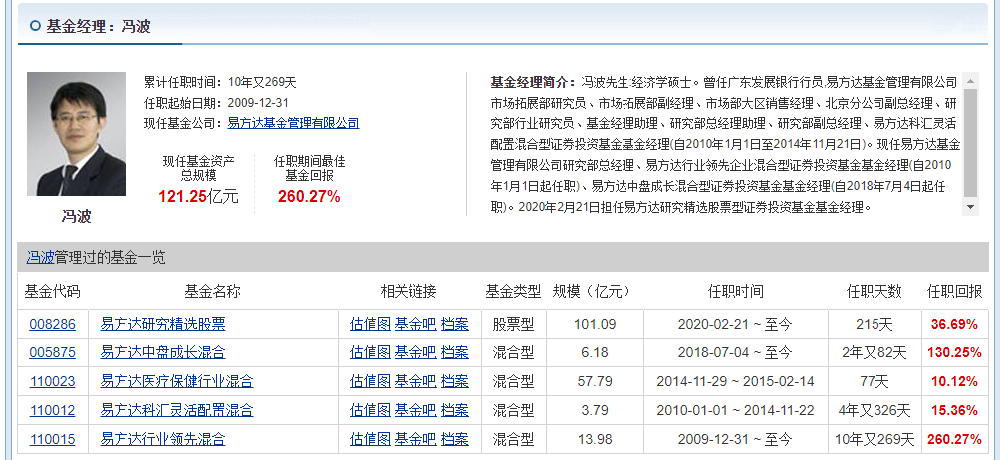 基金经理：冯波
累计任职时间：10年又269天
任职起始日期：2009-12-31
现任基金公司：易方达基金管理有限公司
现任基金资产
总规模
121.25亿元
任职期间最佳
基金回报
260.27%
冯波
基金经理简介：冯波先生:经济学硕士。曾任广东发展银行行员,易方达基金管理有限公司
市场拓展部研究员、市场拓展部副经理、市场部大区销售经理、北京分公司副总经理、研
究部行业研究员、基金经理助理、研究部总经理助理、研究部副总经理、易方达科汇灵活
配置混合型证券投资基金基金经理(自2010年1月1日至2014年11月21日)。现任易方达基金
管理有限公司研究部总经理、易方达行业领先企业混合型证券投资基金基金经理(自2010
年1月1日起任职)、易方达中盘成长混合型证券投资基金基金经理(自2018年7月4日起任
职)。2020年2月21日担任易方达研究精选股票型证券投资基金基金经理。
冯波管理过的基金一览
基金代码 基金名称 相关链接 基金类型 规模（亿元） 任职时间 任职天数 任职回报
008286 易方达研究精选股票 估值图 基金吧 档案 股票型 101.09 2020-02-21 ~ 至今 215天 36.69%
005875 易方达中盘成长混合 估值图 基金吧 档案 混合型 6.18 2018-07-04 ~ 至今 2年又82天 130.25%
110023 易方达医疗保健行业混合 估值图 基金吧 档案 混合型 57.79 2014-11-29 ~ 2015-02-14 77天 10.12%
110012 易方达科汇灵活配置混合 估值图 基金吧 档案 混合型 3.79 2010-01-01 ~ 2014-11-22 4年又326天 15.36%
110015 易方达行业领先混合 估值图 基金吧 档案 混合型 13.98 2009-12-31 ~ 至今 10年又269天 260.27%